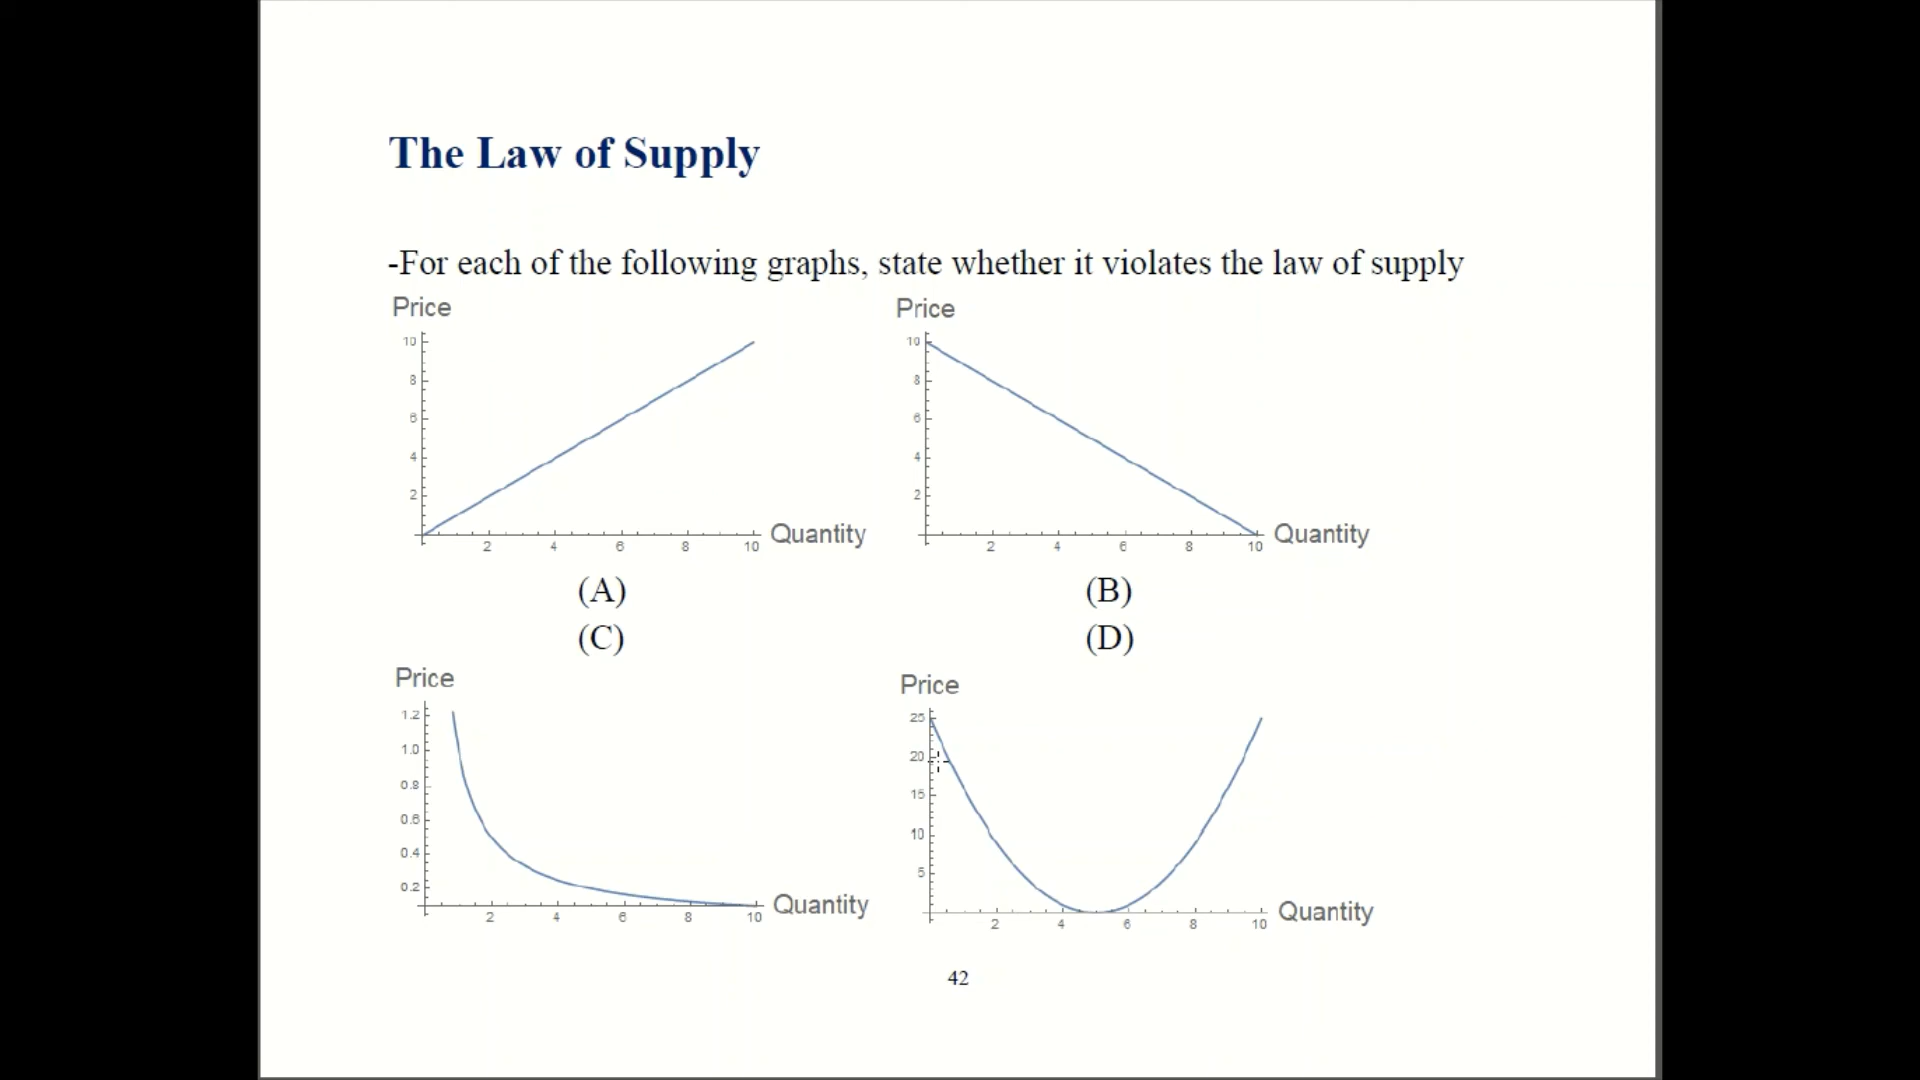 The Law of Supply
-For each of the following graphs, state whether it violates the law of supply
Price
10
8
6
4
2
2 4 6 8 10 Quantity
(A)
Price
10
8
6
4
2
2 4 6 8 10 Quantity
(B)
(C)
Price
1.2
1.0
0.8
0.6
0.4
0.2
2 4 6 8 10 Quantity
(D)
Price
25
20
15
10
5
2 4 6 8 10 Quantity
42